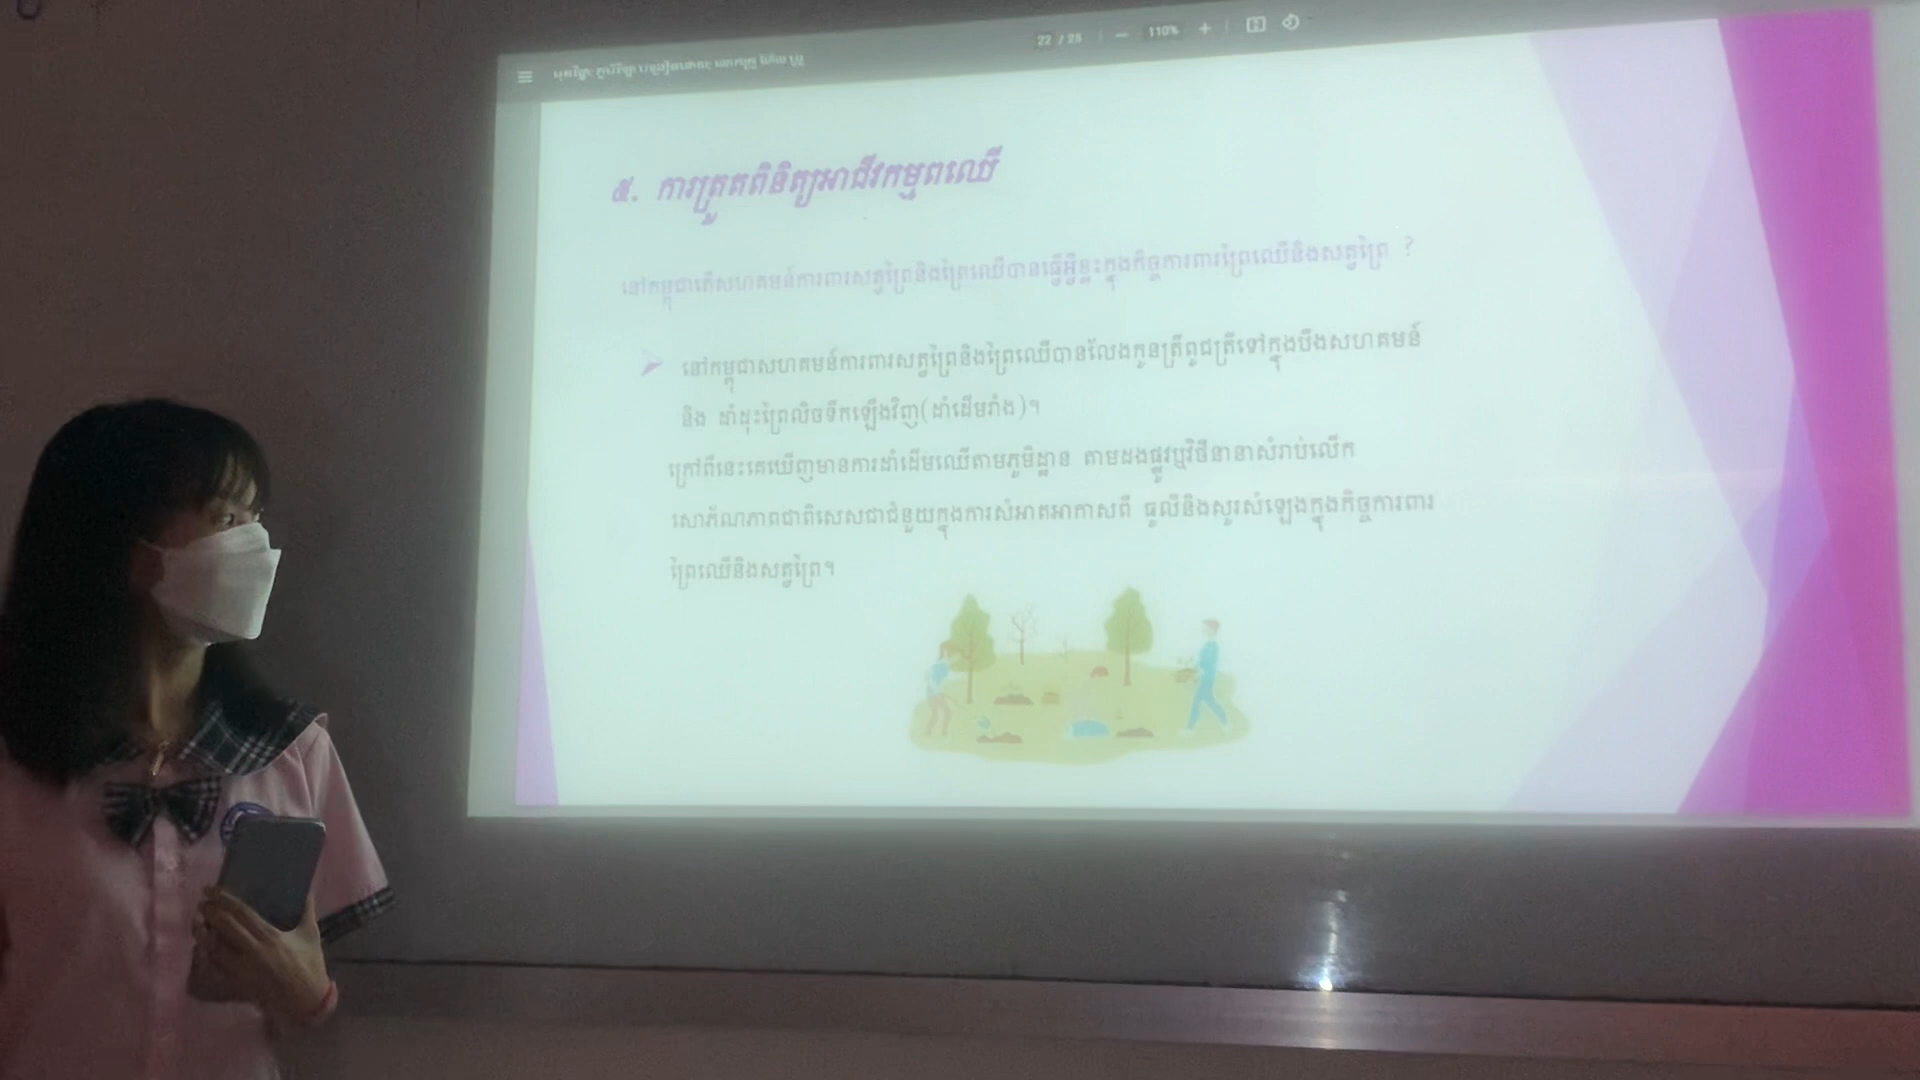 22 / 25 110%
៥. ការត្រួតពិនិត្យអាជីវកម្មពឈើ
នៅកម្ពុជាតើសហគមន៍ការពារសត្វព្រៃនិងព្រៃឈើបានធ្វើអ្វីខ្លះក្នុងកិច្ចការពារព្រៃឈើនិងសត្វព្រៃ ?
នៅកម្ពុជាសហគមន៍ការពារសត្វព្រៃនិងព្រៃឈើបានលែងកូនត្រីពូជត្រីទៅក្នុងបឹងសហគមន៍
និង ដាំដុះព្រៃលិចទឹកឡើងវិញ(ដាំដើមរាំង)។
ក្រៅពីនេះគេឃើញមានការដាំដើមឈើតាមភូមិដ្ឋាន តាមដងផ្លូវឬវិថីនានាសំរាប់លើក
សោភ័ណភាពជាពិសេសជាជំនួយក្នុងការសំអាតអាកាសពី ធូលីនិងសូរសំឡេងក្នុងកិច្ចការពារ
ព្រៃឈើនិងសត្វព្រៃ។